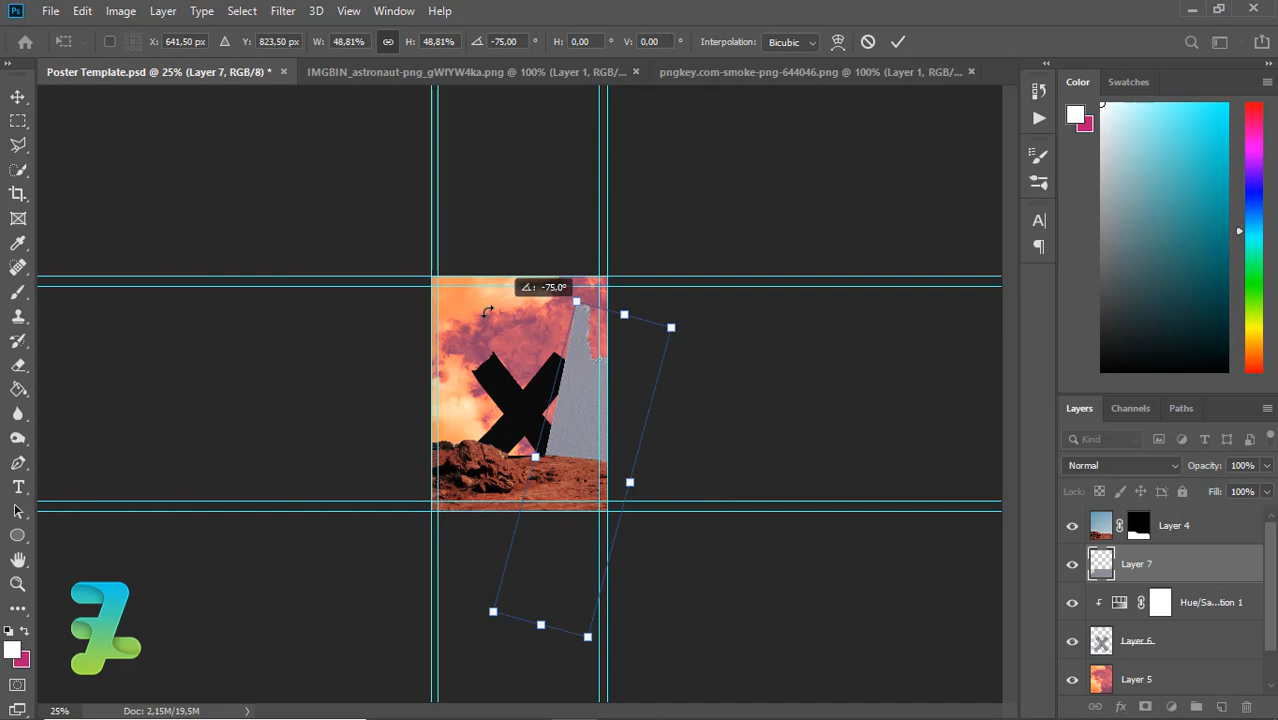 File Edit Image Layer Type Select Filter 3D View Window Help
X: 641,50 px Y: 823,50 px W: 48,81% H: 48,81% -75,00 ° H: 0,00 ° V: 0,00 ° Interpolation: Bicubic
Poster Template.psd @ 25% (Layer 7, RGB/8) * × IMGBIN_astronaut-png_gWfYW4ka.png @ 100% (Layer 1, RGB/... × pngkey.com-smoke-png-644046.png @ 100% (Layer 1, RGB/... ×
Color Swatches
-75,0°
Layers Channels Paths
Kind
Normal Opacity: 100%
Lock: Fill: 100%
Layer 4
Layer 7
Hue/Sa...tion 1
Layer 6
Layer 5
25% Doc: 2,15M/19,5M